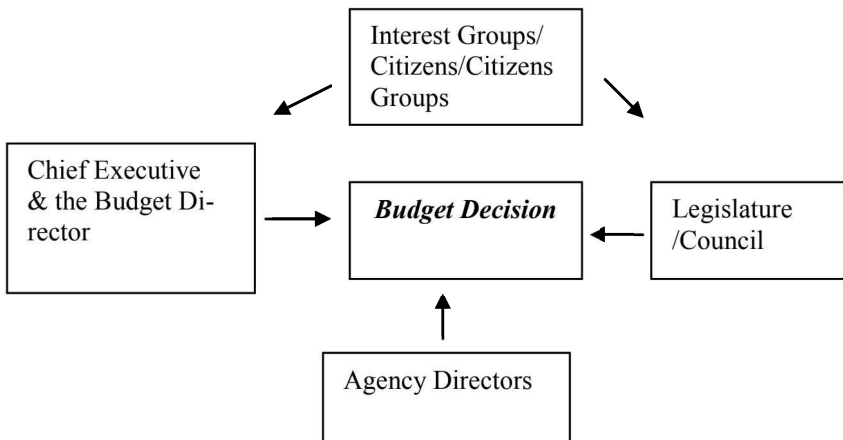 Interest Groups/
Citizens/Citizens
Groups
Chief Executive
& the Budget Di-
rector
Budget Decision
Legislature
/Council
Agency Directors